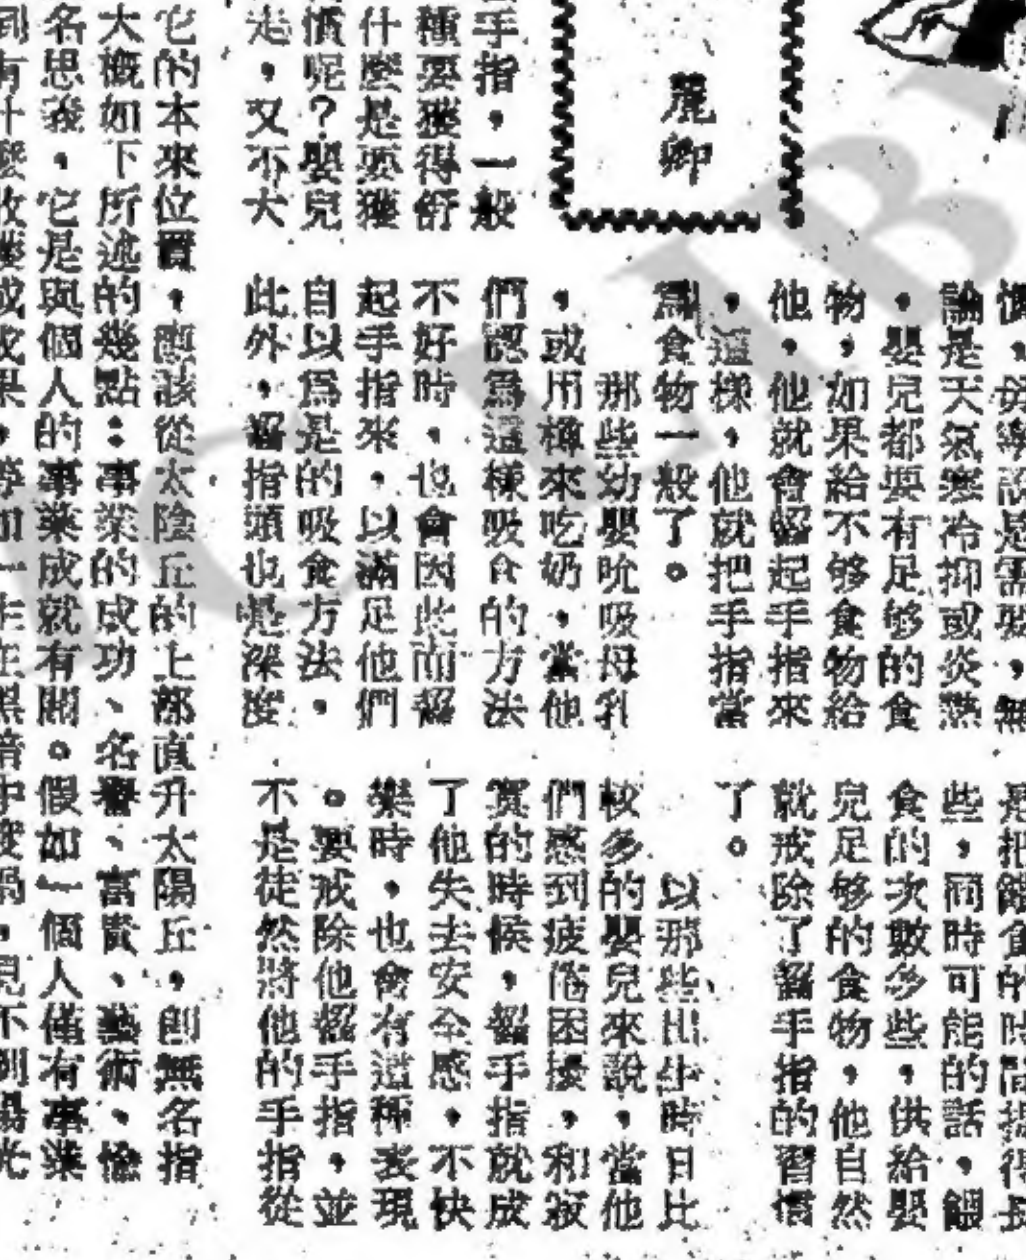 麗卿
手指，一般
種要獲得舒
什麼是要獲
慣呢？嬰兒
走，又不大
論是天氣寒冷抑或炎熱
，嬰兒都要有足够的食
物，如果給不够食物給
他，他就會齧起手指來
，這樣，他就把手指當
爲食物一般了。
那些幼嬰吮吸母乳
，或用樽來吃奶，當他
們認爲這樣吸食的方法
不好時，也會因此而齧
起手指來，以滿足他們
自以爲是的吸食方法，
此外，齧指頭也是深度
是把餵食的時間
些，同時可能的話，餵
食的次數多些，供給嬰
兒足够的食物，他自然
就戒除了齧手指的習慣
了。
以那些出生時日比
較多的嬰兒來說，當他
們感到疲倦困擾，和寂
寞的時候，齧手指就成
了他失去安全感，不快
樂時，也會有這種表現
。要戒除他齧手指，並
不是徒然將他的手指從
它的本來位置，應該從太陰丘的上部直升太陽丘，創無名指
大概如下所述的幾點：事業的成功、名譽、富貴、藝術、愉
名思義，它是與個人的事業成就有關。假如一個人僅有事業